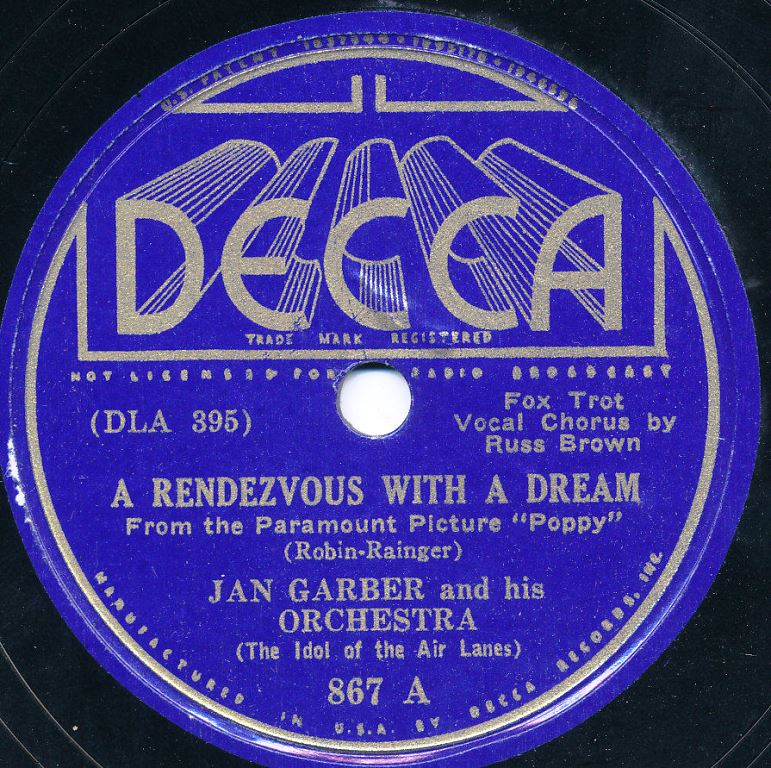 U.S. PATENT
DECCA
TRADE MARK REGISTERED
NOT LICENSED FOR RADIO BROADCAST
(DLA 395)
Fox Trot
Vocal Chorus by
Russ Brown
A RENDEZVOUS WITH A DREAM
From the Paramount Picture "Poppy"
(Robin-Rainger)
JAN GARBER and his
ORCHESTRA
(The Idol of the Air Lanes)
867 A
MANUFACTURED IN U.S.A. BY DECCA RECORDS, INC.